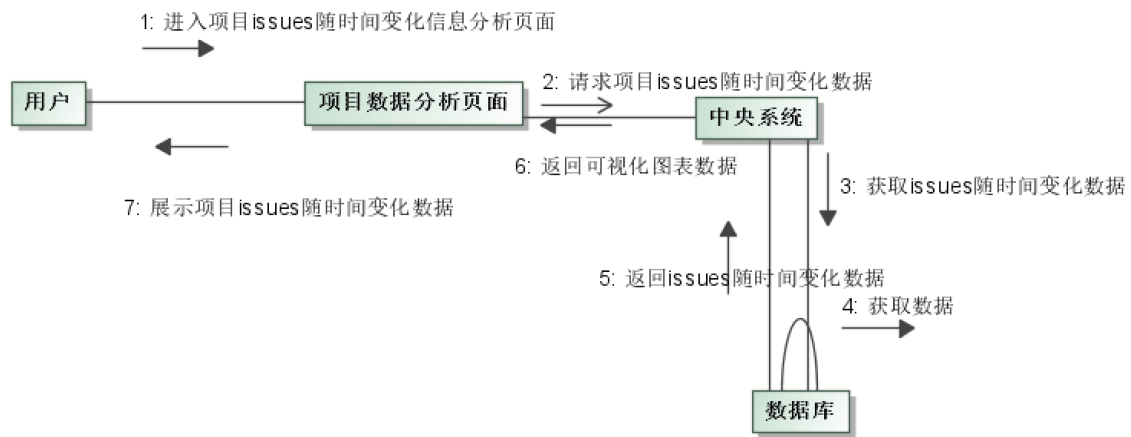 1: 进入项目issues随时间变化信息分析页面
用户
项目数据分析页面
2: 请求项目issues随时间变化数据
中央系统
6: 返回可视化图表数据
3: 获取issues随时间变化数据
7: 展示项目issues随时间变化数据
5: 返回issues随时间变化数据
4: 获取数据
数据库